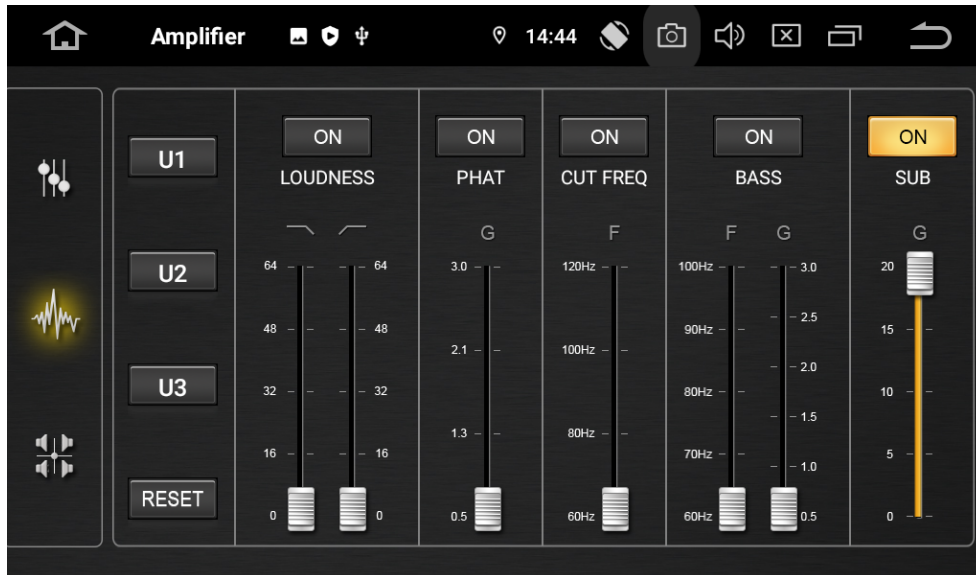 Amplifier 14:44
U1
U2
U3
RESET
ON
LOUDNESS
64 64
48 48
32 32
16 16
0 0
ON
PHAT
G
3.0
2.1
1.3
0.5
ON
CUT FREQ
F
120Hz
100Hz
80Hz
60Hz
ON
BASS
F G
100Hz 3.0
2.5
90Hz
2.0
80Hz
1.5
70Hz
1.0
60Hz 0.5
ON
SUB
G
20
15
10
5
0